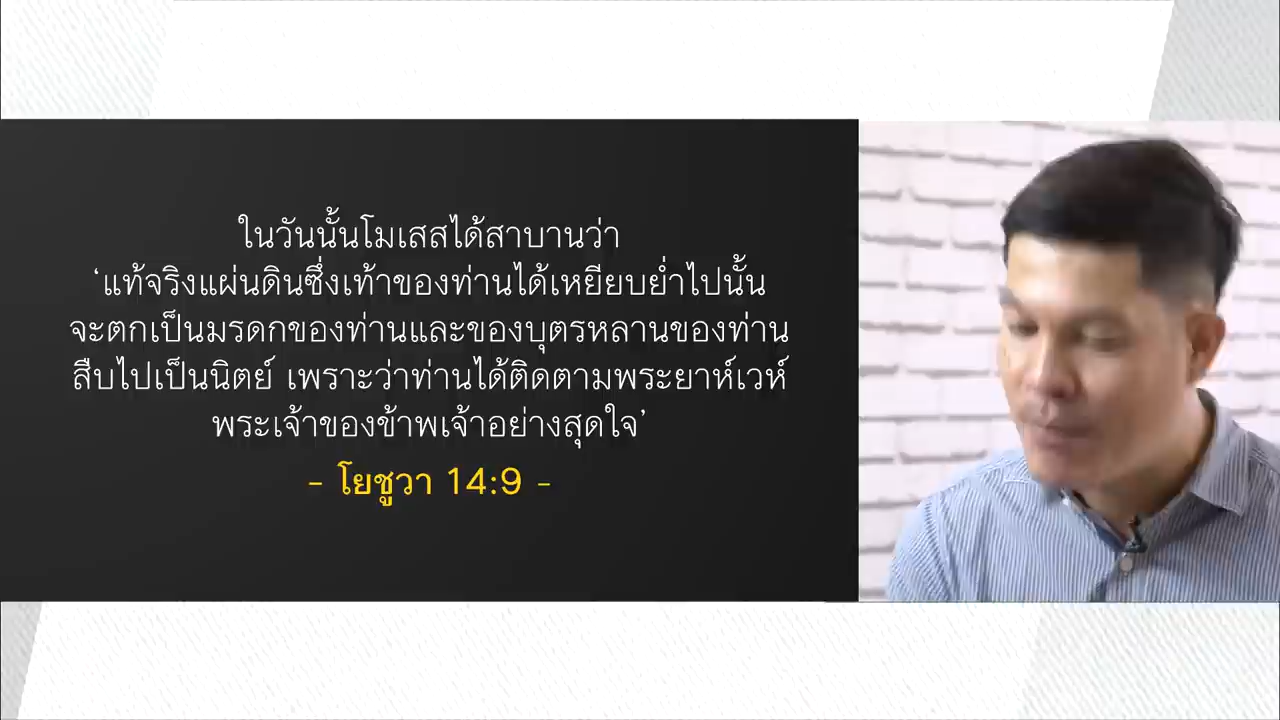 ในวันนั้นโมเสสได้สาบานว่า
‘แท้จริงแผ่นดินซึ่งเท้าของท่านได้เหยียบย่ำไปนั้น
จะตกเป็นมรดกของท่านและของบุตรหลานของท่าน
สืบไปเป็นนิตย์ เพราะว่าท่านได้ติดตามพระยาห์เวห์
พระเจ้าของข้าพเจ้าอย่างสุดใจ’
- โยชูวา 14:9 -